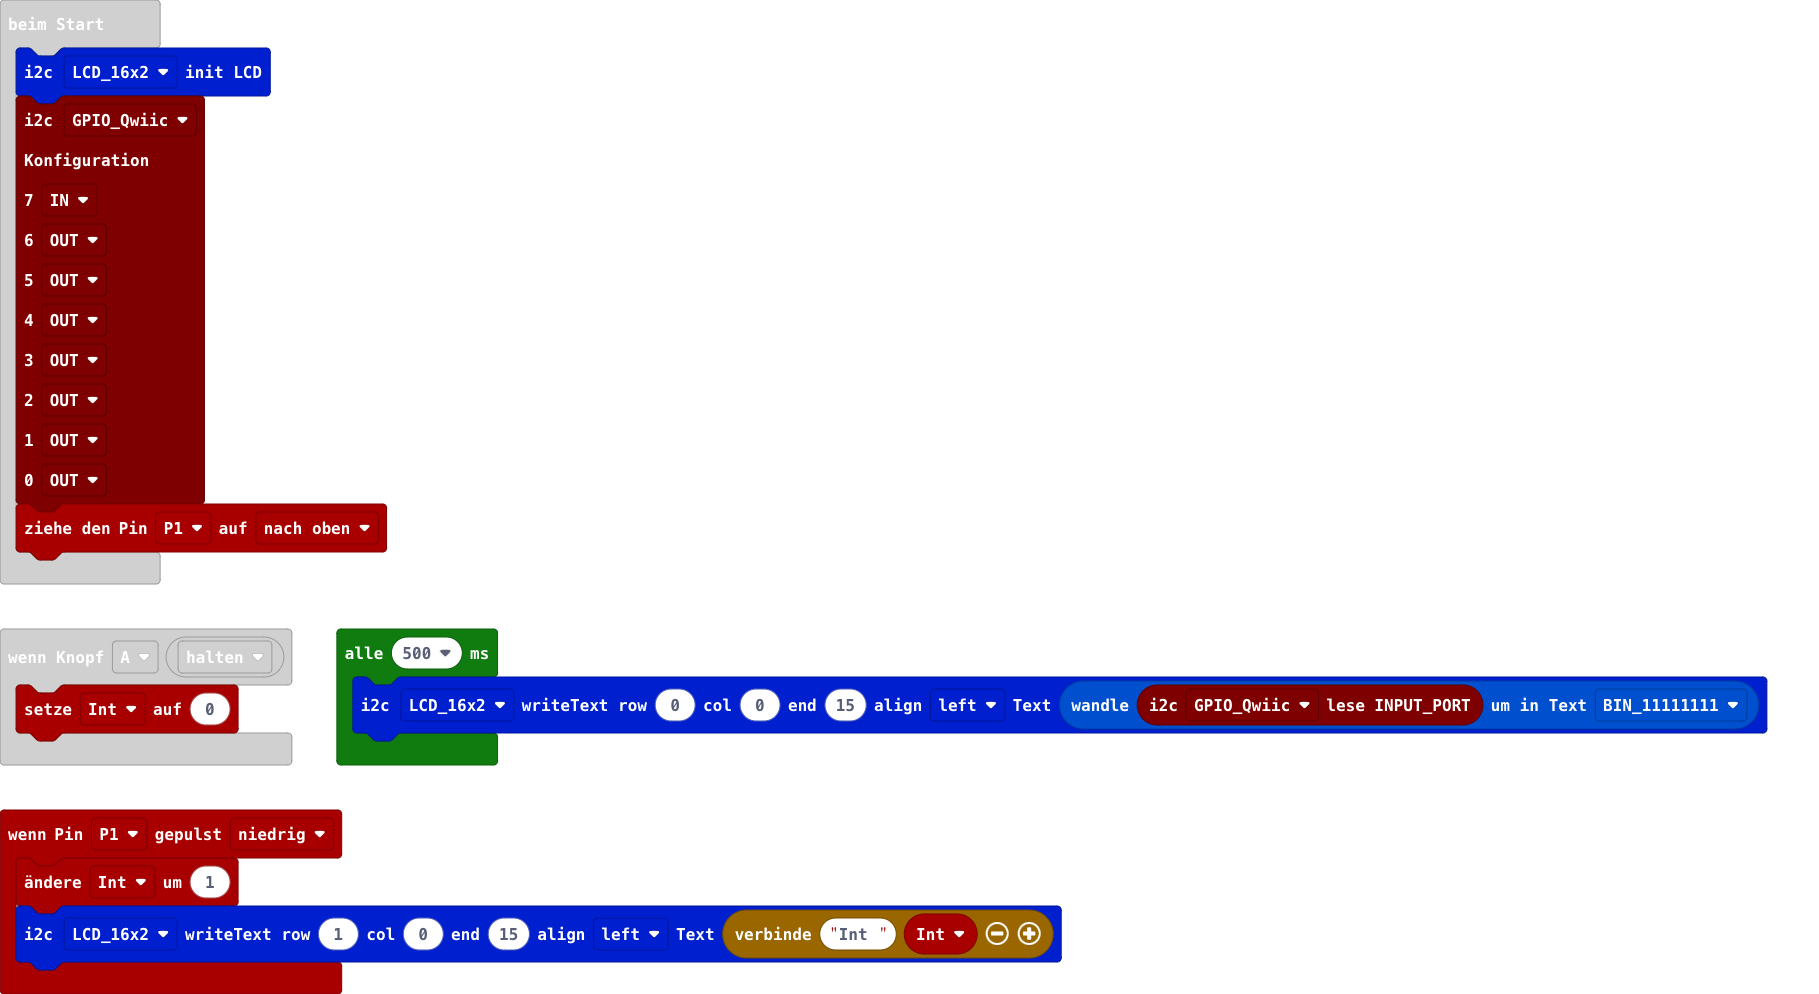 beim Start
i2c LCD_16x2 init LCD
i2c GPIO_Qwiic
Konfiguration
7 IN
6 OUT
5 OUT
4 OUT
3 OUT
2 OUT
1 OUT
0 OUT
ziehe den Pin P1 auf nach oben
wenn Knopf A halten
setze Int auf 0
alle 500 ms
i2c LCD_16x2 writeText row 0 col 0 end 15 align left Text wandle i2c GPIO_Qwiic lese INPUT_PORT um in Text BIN_11111111
wenn Pin P1 gepulst niedrig
ändere Int um 1
i2c LCD_16x2 writeText row 1 col 0 end 15 align left Text verbinde "Int " Int